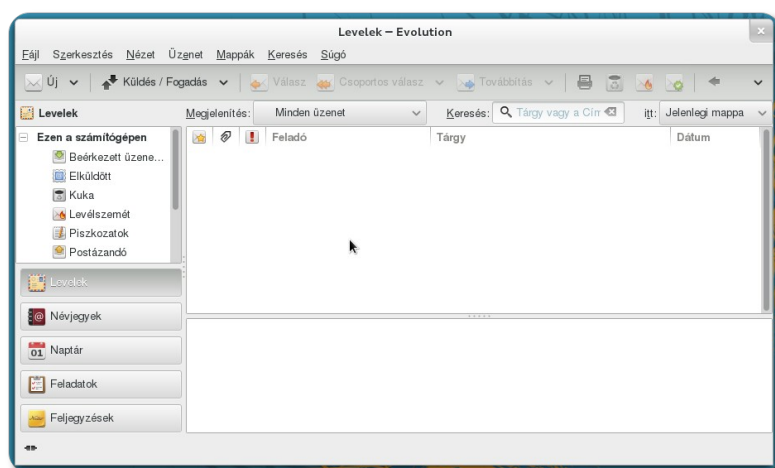 Levelek – Evolution
Fájl Szerkesztés Nézet Üzenet Mappák Keresés Súgó
Új Küldés / Fogadás Válasz Csoportos válasz Továbbítás
Levelek Megjelenítés: Minden üzenet Keresés: Tárgy vagy a Cím itt: Jelenlegi mappa
Ezen a számítógépen Feladó Tárgy Dátum
Beérkezett üzene...
Elküldött
Kuka
Levélszemét
Piszkozatok
Postázandó
Levelek
Névjegyek
01 Naptár
Feladatok
Feljegyzések